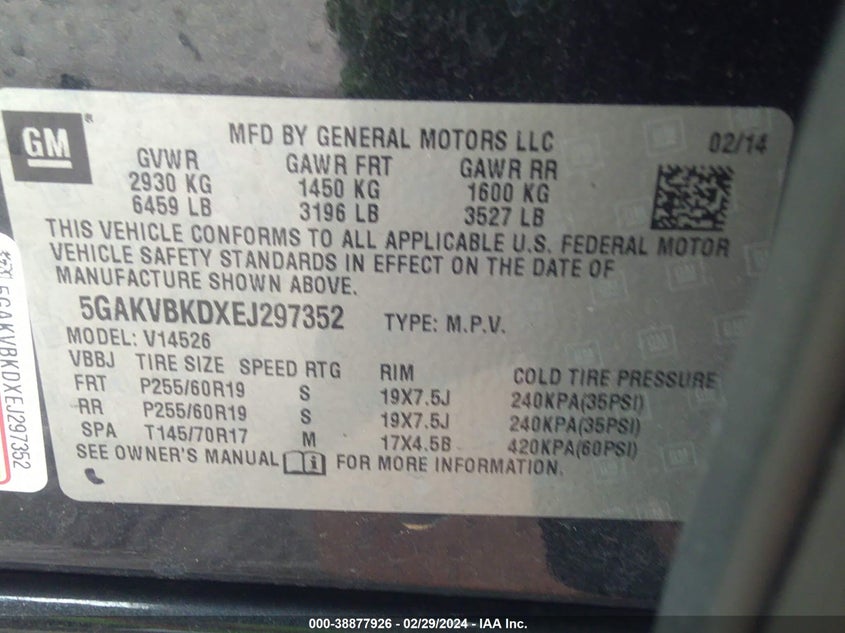 GM
MFD BY GENERAL MOTORS LLC
02/14
GVWR GAWR FRT GAWR RR
2930 KG 1450 KG 1600 KG
6459 LB 3196 LB 3527 LB
THIS VEHICLE CONFORMS TO ALL APPLICABLE U.S. FEDERAL MOTOR
VEHICLE SAFETY STANDARDS IN EFFECT ON THE DATE OF
MANUFACTURE SHOWN ABOVE.
5GAKVBKDXEJ297352 TYPE: M.P.V.
MODEL: V14526
VBBJ TIRE SIZE SPEED RTG RIM COLD TIRE PRESSURE
FRT P255/60R19 S 19X7.5J 240KPA(35PSI)
RR P255/60R19 S 19X7.5J 240KPA(35PSI)
SPA T145/70R17 M 17X4.5B 420KPA(60PSI)
SEE OWNER'S MANUAL FOR MORE INFORMATION.
5GAKVBKDXEJ297352
000-38877926 - 02/29/2024 - IAA Inc.